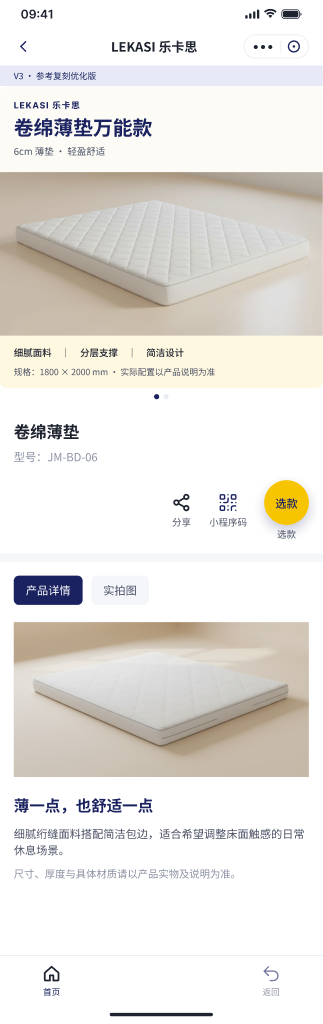 09:41
LEKASI 乐卡思
V3 · 参考复刻优化版
LEKASI 乐卡思
卷绵薄垫万能款
6cm 薄垫 · 轻盈舒适
细腻面料 | 分层支撑 | 简洁设计
规格：1800 × 2000 mm · 实际配置以产品说明为准
卷绵薄垫
型号：JM-BD-06
选款
分享 小程序码 选款
产品详情 实拍图
薄一点，也舒适一点
细腻绗缝面料搭配简洁包边，适合希望调整床面触感的日常
休息场景。
尺寸、厚度与具体材质请以产品实物及说明为准。
首页 返回